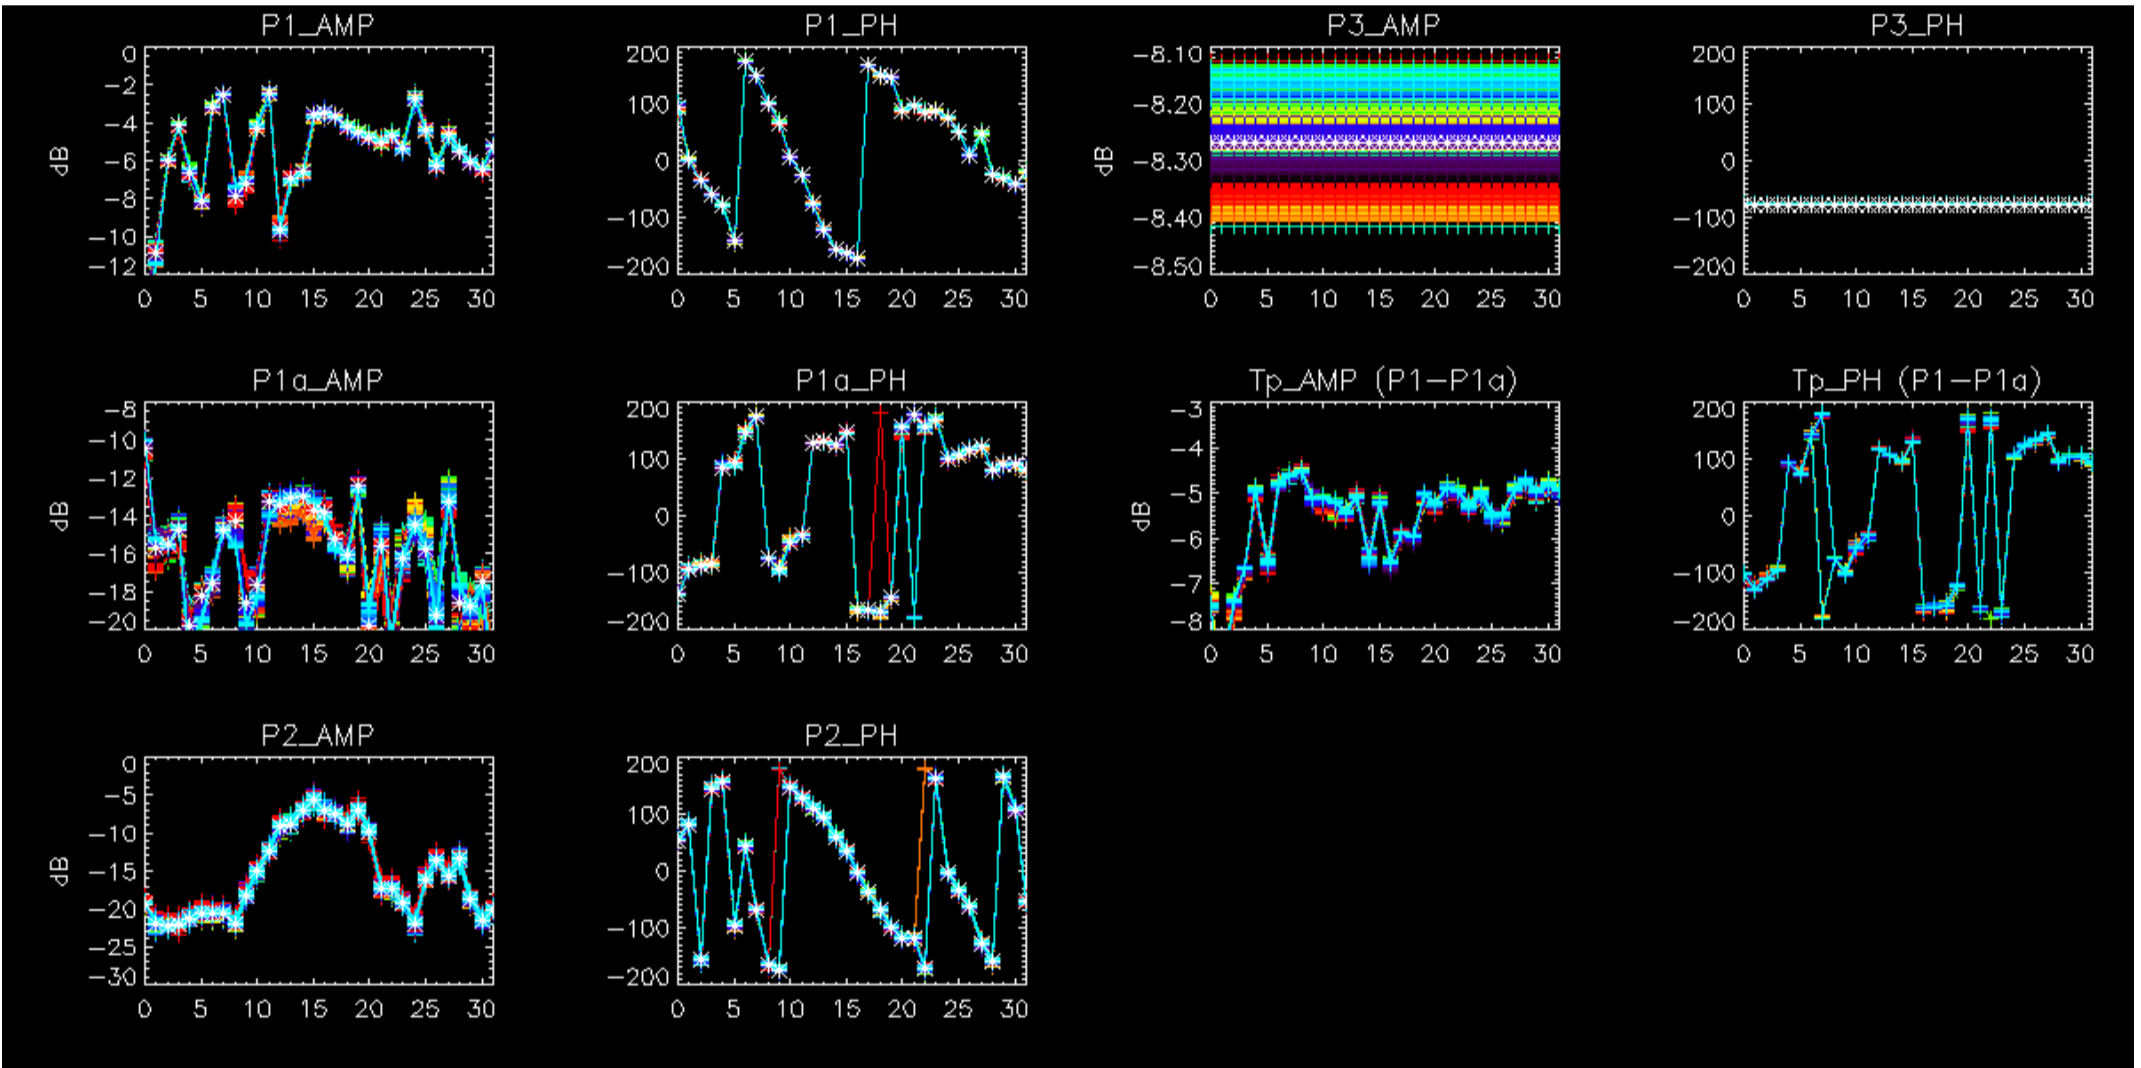 P1_AMP
P1_PH
P3_AMP
P3_PH
dB
0
-2
-4
-6
-8
-10
-12
0 5 10 15 20 25 30
200
100
0
-100
-200
0 5 10 15 20 25 30
dB
-8.10
-8.20
-8.30
-8.40
-8.50
0 5 10 15 20 25 30
200
100
0
-100
-200
0 5 10 15 20 25 30
P1a_AMP
P1a_PH
Tp_AMP (P1-P1a)
Tp_PH (P1-P1a)
dB
-8
-10
-12
-14
-16
-18
-20
0 5 10 15 20 25 30
200
100
0
-100
-200
0 5 10 15 20 25 30
dB
-3
-4
-5
-6
-7
-8
0 5 10 15 20 25 30
200
100
0
-100
-200
0 5 10 15 20 25 30
P2_AMP
P2_PH
dB
0
-5
-10
-15
-20
-25
-30
0 5 10 15 20 25 30
200
100
0
-100
-200
0 5 10 15 20 25 30